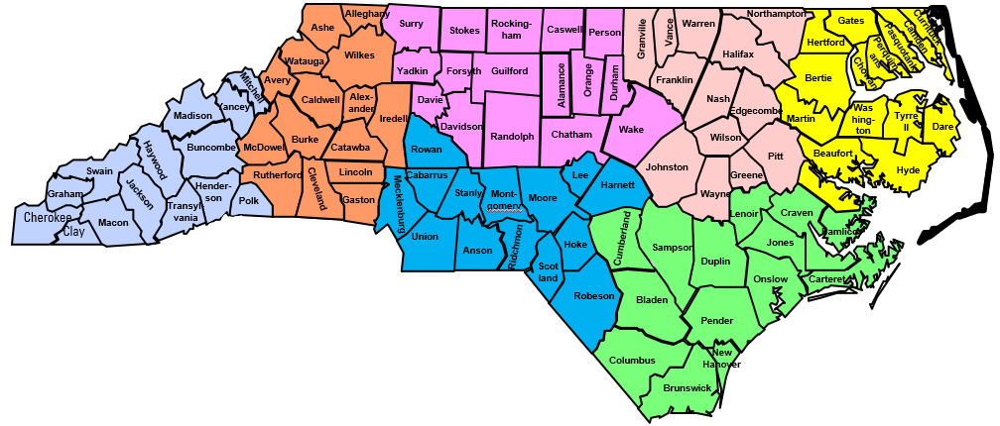 Ashe
Alleghany
Surry
Stokes
Rocking-
ham
Caswell
Person
Granville
Vance
Warren
Northampton
Gates
Hertford
Currituck
Camden
Pasquotank
Perquim
ans
Chowan
Halifax
Bertie
Watauga
Wilkes
Yadkin
Forsyth
Guilford
Alamance
Orange
Durham
Franklin
Nash
Edgecombe
Martin
Was
hing-
ton
Tyrre
ll
Dare
Mitchell
Avery
Caldwell
Alex-
ander
Iredell
Davie
Davidson
Randolph
Chatham
Wake
Wilson
Pitt
Beaufort
Hyde
Madison
Yancey
McDowell
Burke
Catawba
Rowan
Johnston
Greene
Wayne
Swain
Haywood
Buncombe
Rutherford
Cleveland
Lincoln
Gaston
Mecklenburg
Cabarrus
Stanly
Mont-
gomery
Moore
Lee
Harnett
Graham
Cherokee
Clay
Macon
Jackson
Transyl
vania
Hender-
son
Polk
Union
Anson
Ridchmon
Scot
land
Hoke
Cumberland
Sampson
Lenoir
Craven
Pamlico
Jones
Duplin
Onslow
Carteret
Robeson
Bladen
Pender
Columbus
New
Hanover
Brunswick